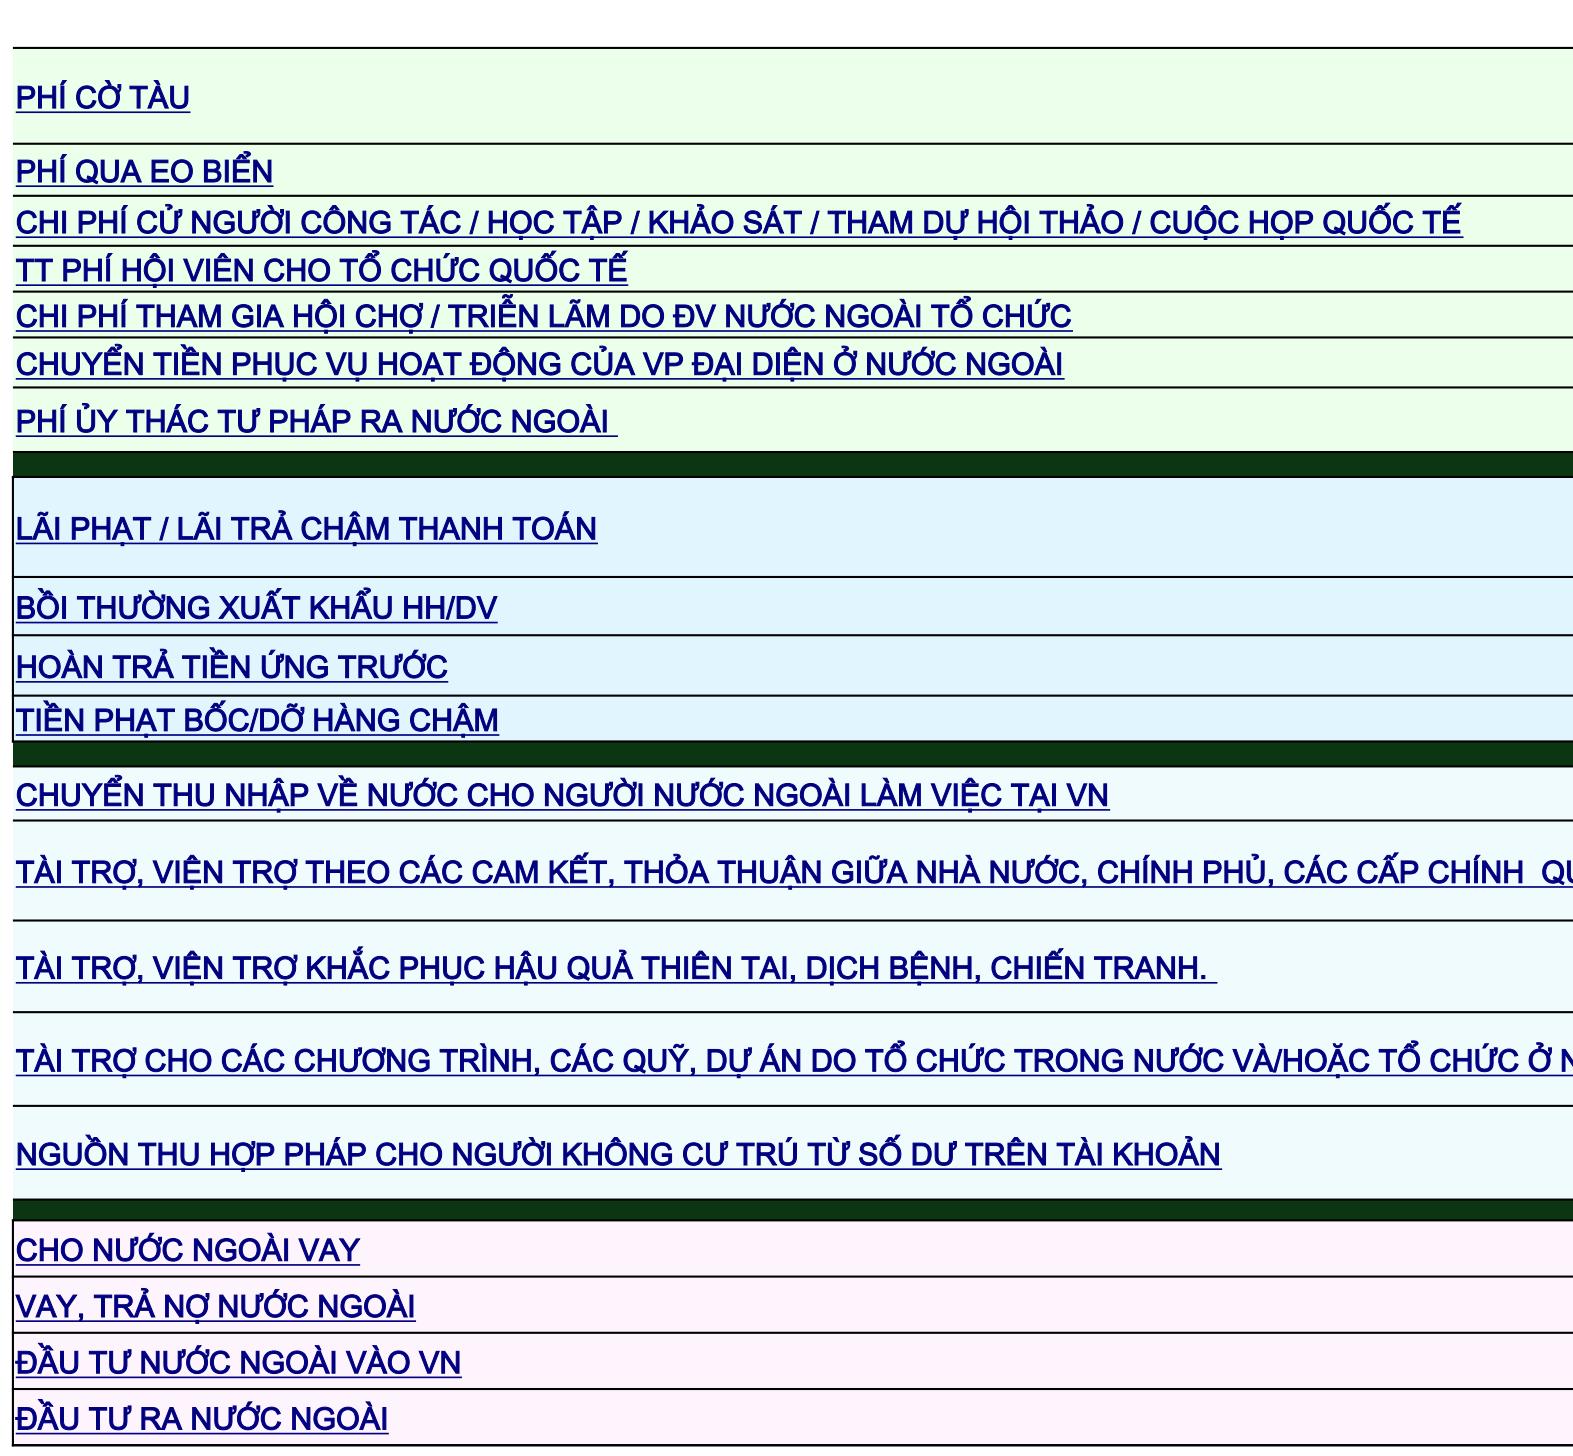 PHÍ CỜ TÀU
PHÍ QUA EO BIỂN
CHI PHÍ CỬ NGƯỜI CÔNG TÁC / HỌC TẬP / KHẢO SÁT / THAM DỰ HỘI THẢO / CUỘC HỌP QUỐC TẾ
TT PHÍ HỘI VIÊN CHO TỔ CHỨC QUỐC TẾ
CHI PHÍ THAM GIA HỘI CHỢ / TRIỄN LÃM DO ĐV NƯỚC NGOÀI TỔ CHỨC
CHUYỂN TIỀN PHỤC VỤ HOẠT ĐỘNG CỦA VP ĐẠI DIỆN Ở NƯỚC NGOÀI
PHÍ ỦY THÁC TƯ PHÁP RA NƯỚC NGOÀI
LÃI PHẠT / LÃI TRẢ CHẬM THANH TOÁN
BỒI THƯỜNG XUẤT KHẨU HH/DV
HOÀN TRẢ TIỀN ỨNG TRƯỚC
TIỀN PHẠT BỐC/DỠ HÀNG CHẬM
CHUYỂN THU NHẬP VỀ NƯỚC CHO NGƯỜI NƯỚC NGOÀI LÀM VIỆC TẠI VN
TÀI TRỢ, VIỆN TRỢ THEO CÁC CAM KẾT, THỎA THUẬN GIỮA NHÀ NƯỚC, CHÍNH PHỦ, CÁC CẤP CHÍNH
TÀI TRỢ, VIỆN TRỢ KHẮC PHỤC HẬU QUẢ THIÊN TAI, DỊCH BỆNH, CHIẾN TRANH.
TÀI TRỢ CHO CÁC CHƯƠNG TRÌNH, CÁC QUỸ, DỰ ÁN DO TỔ CHỨC TRONG NƯỚC VÀ/HOẶC TỔ CHỨC Ở
NGUỒN THU HỢP PHÁP CHO NGƯỜI KHÔNG CƯ TRÚ TỪ SỐ DƯ TRÊN TÀI KHOẢN
CHO NƯỚC NGOÀI VAY
VAY, TRẢ NỢ NƯỚC NGOÀI
ĐẦU TƯ NƯỚC NGOÀI VÀO VN
ĐẦU TƯ RA NƯỚC NGOÀI